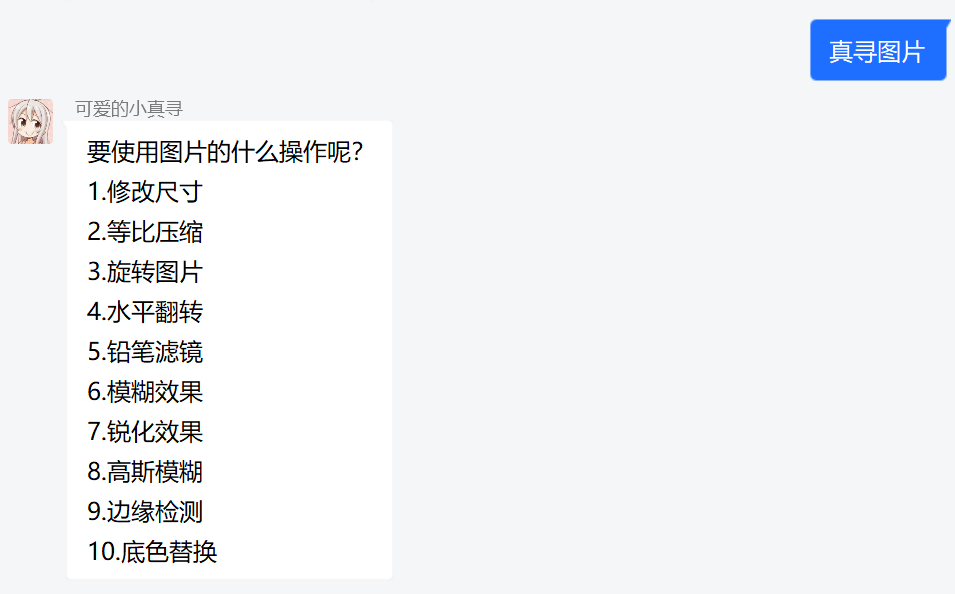 真寻图片
可爱的小真寻
要使用图片的什么操作呢?
1.修改尺寸
2.等比压缩
3.旋转图片
4.水平翻转
5.铅笔滤镜
6.模糊效果
7.锐化效果
8.高斯模糊
9.边缘检测
10.底色替换